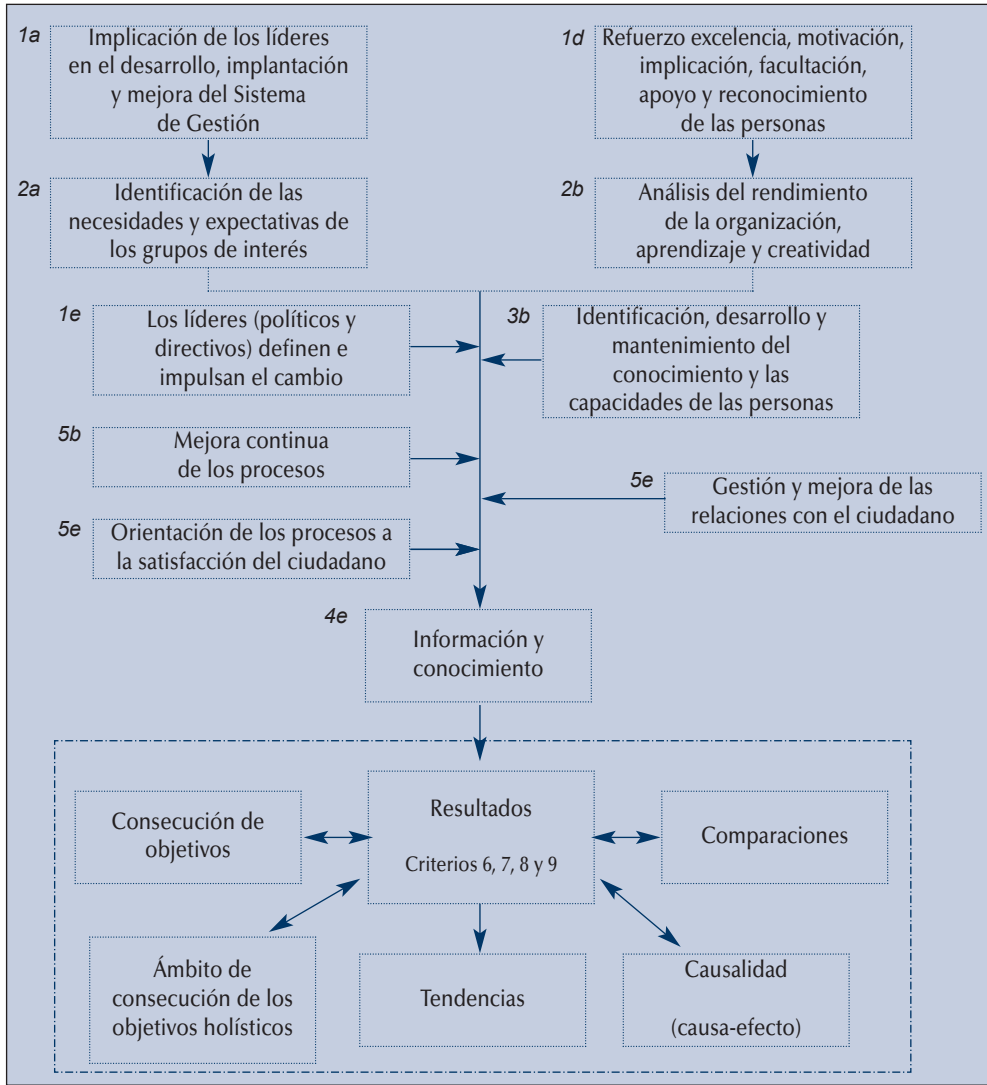 1a
Implicación de los líderes
en el desarrollo, implantación
y mejora del Sistema
de Gestión
1d
Refuerzo excelencia, motivación,
implicación, facultación,
apoyo y reconocimiento
de las personas
2a
Identificación de las
necesidades y expectativas de
los grupos de interés
2b
Análisis del rendimiento
de la organización,
aprendizaje y creatividad
1e
Los líderes (políticos y
directivos) definen e
impulsan el cambio
3b
Identificación, desarrollo y
mantenimiento del
conocimiento y las
capacidades de las personas
5b
Mejora continua
de los procesos
5e
Gestión y mejora de las
relaciones con el ciudadano
5e
Orientación de los procesos a
la satisfacción del ciudadano
4e
Información y
conocimiento
Consecución de
objetivos
Resultados
Criterios 6, 7, 8 y 9
Comparaciones
Ámbito de
consecución de los
objetivos holísticos
Tendencias
Causalidad
(causa-efecto)